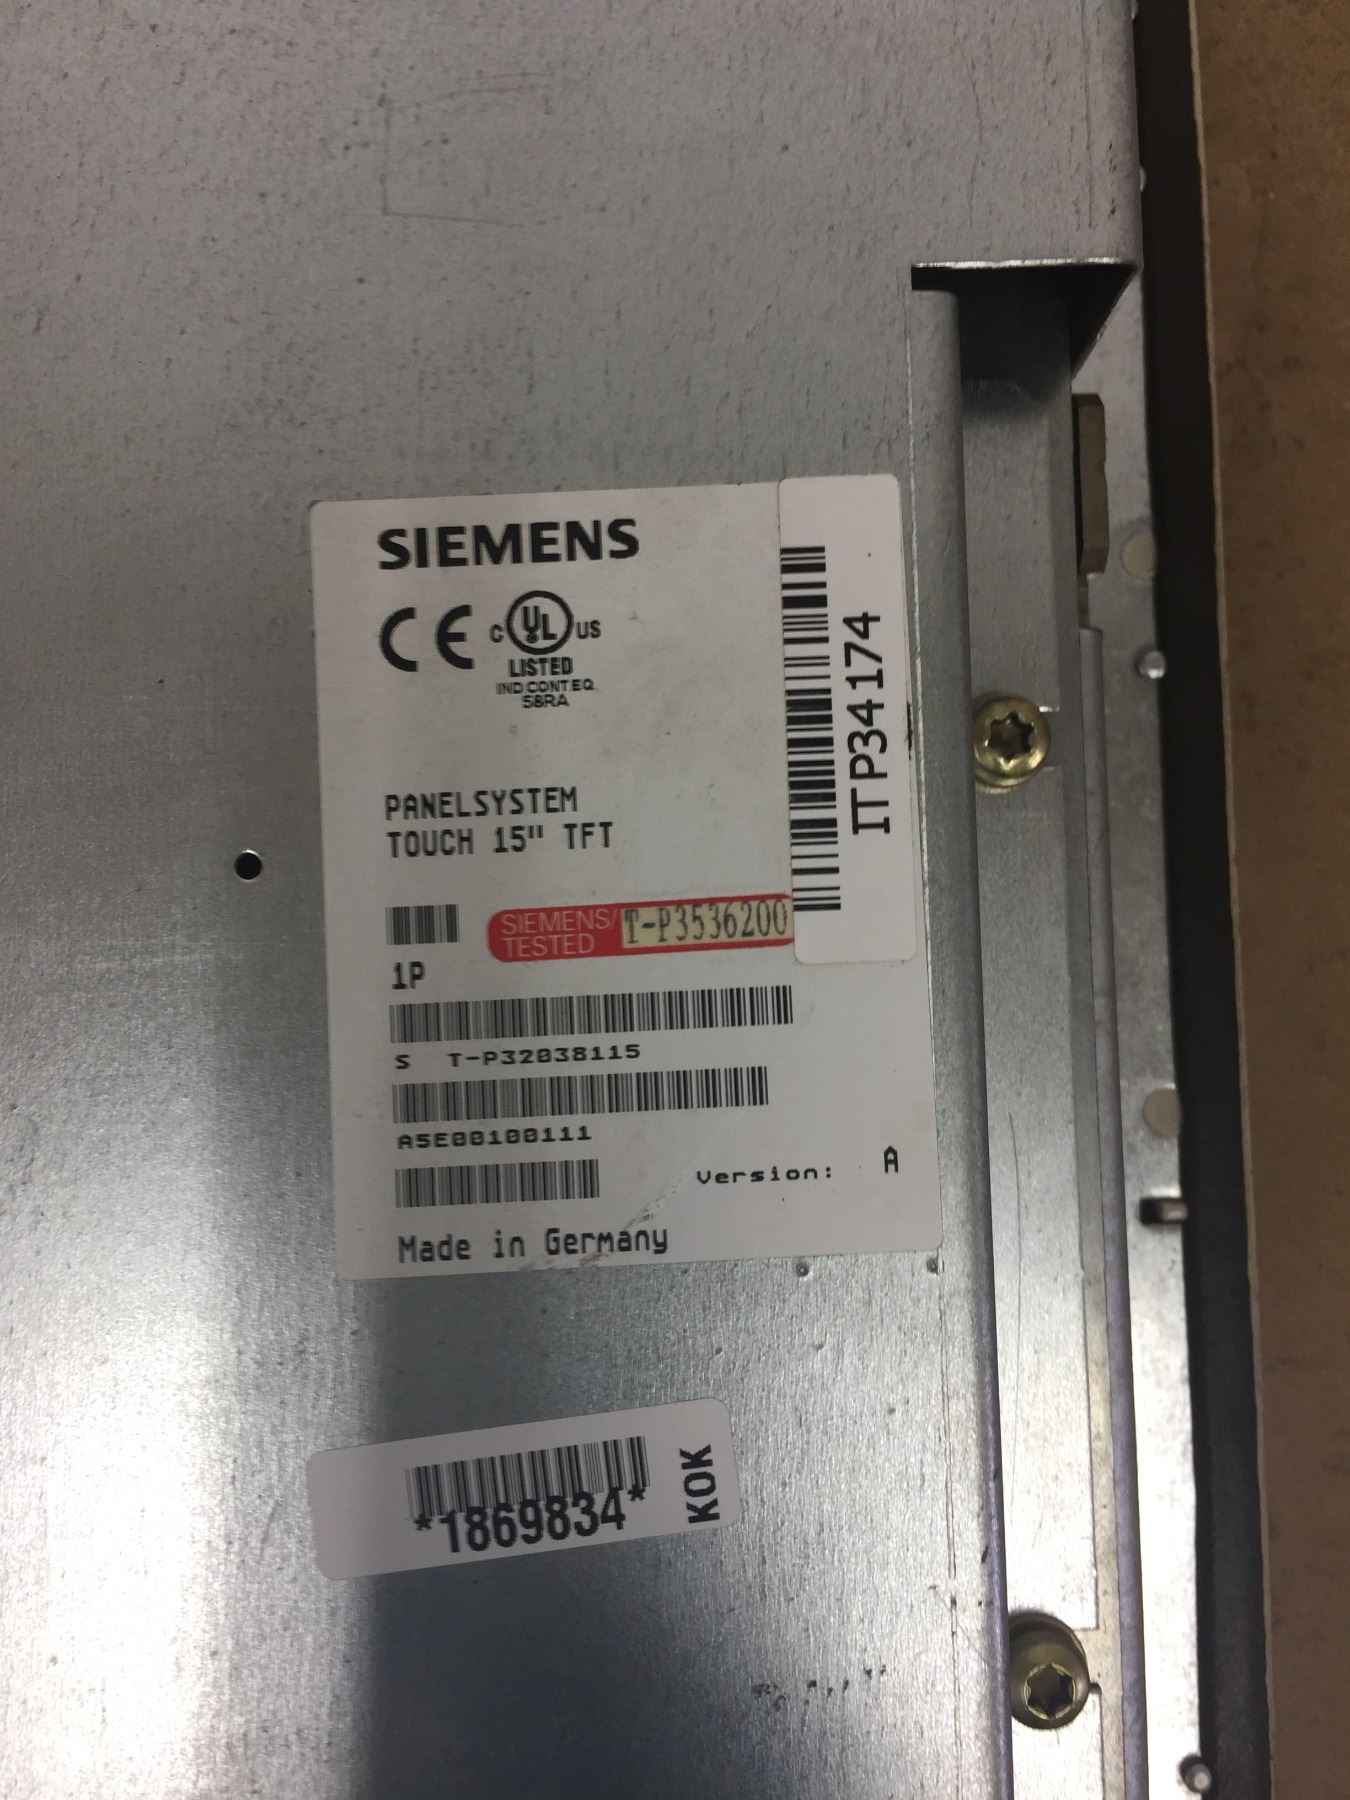 SIEMENS
CE
C UL US
LISTED
IND CONT.EQ.
58RA
PANELSYSTEM
TOUCH 15" TFT
SIEMENS/
TESTED
T-P3536200
1P
S T-P32038115
A5E00100111
Version: A
Made in Germany
ITP34174
*1869834*
KOK